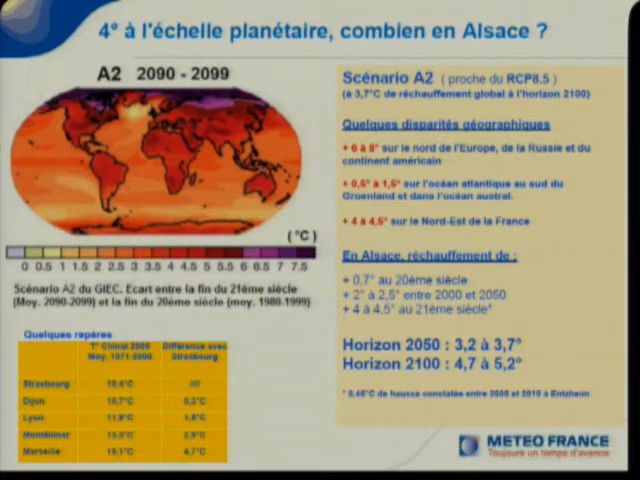 4° à l'échelle planétaire, combien en Alsace ?
A2 2090 - 2099
(°C)
0 0.5 1 1.5 2 2.5 3 3.5 4 4.5 5 5.5 6 6.5 7 7.5
Scénario A2 du GIEC. Ecart entre la fin du 21ème siècle
(Moy. 2090-2099) et la fin du 20ème siècle (moy. 1980-1999)
Quelques repères
T° Climat 2000 Différence avec
Moy. 1971-2000 Strasbourg
Strasbourg 10,4°C ///
Dijon 10,7°C 0,3°C
Lyon 11,9°C
Montélimar
Marseille 15,1°C 4,7°C
Scénario A2 ( proche du RCP8.5 )
(à 3,7°C de réchauffement global à l'horizon 2100)
Quelques disparités géographiques
+ 6 à 8° sur le nord de l'Europe, de la Russie et du
continent américain
+ 0,5° à 1,5° sur l'océan atlantique au sud du
Groenland et dans l'océan austral.
+ 4 à 4,5° sur le Nord-Est de la France
En Alsace, réchauffement de :
+ 0,7° au 20ème siècle
+ 2° à 2,5° entre 2000 et 2050
+ 4 à 4,5° au 21ème siècle*
Horizon 2050 : 3,2 à 3,7°
Horizon 2100 : 4,7 à 5,2°
* 0,46°C de hausse constatée entre 2000 et 2010 à Entzheim
METEO FRANCE
Toujours un temps d'avance